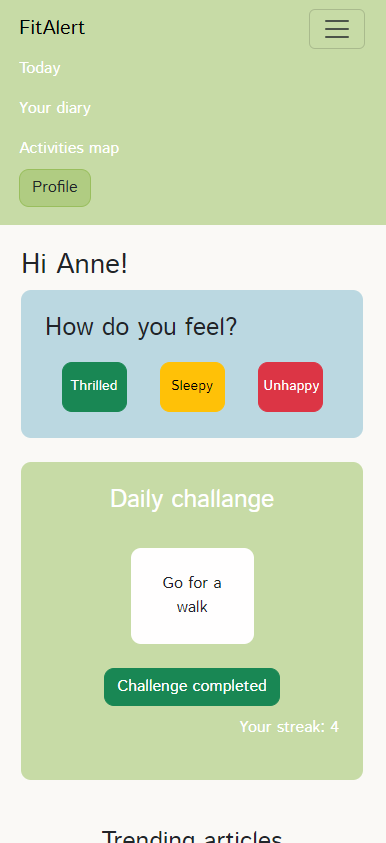 FitAlert
Today
Your diary
Activities map
Profile
Hi Anne!
How do you feel?
Thrilled
Sleepy
Unhappy
Daily challange
Go for a
walk
Challenge completed
Your streak: 4
Trending articles